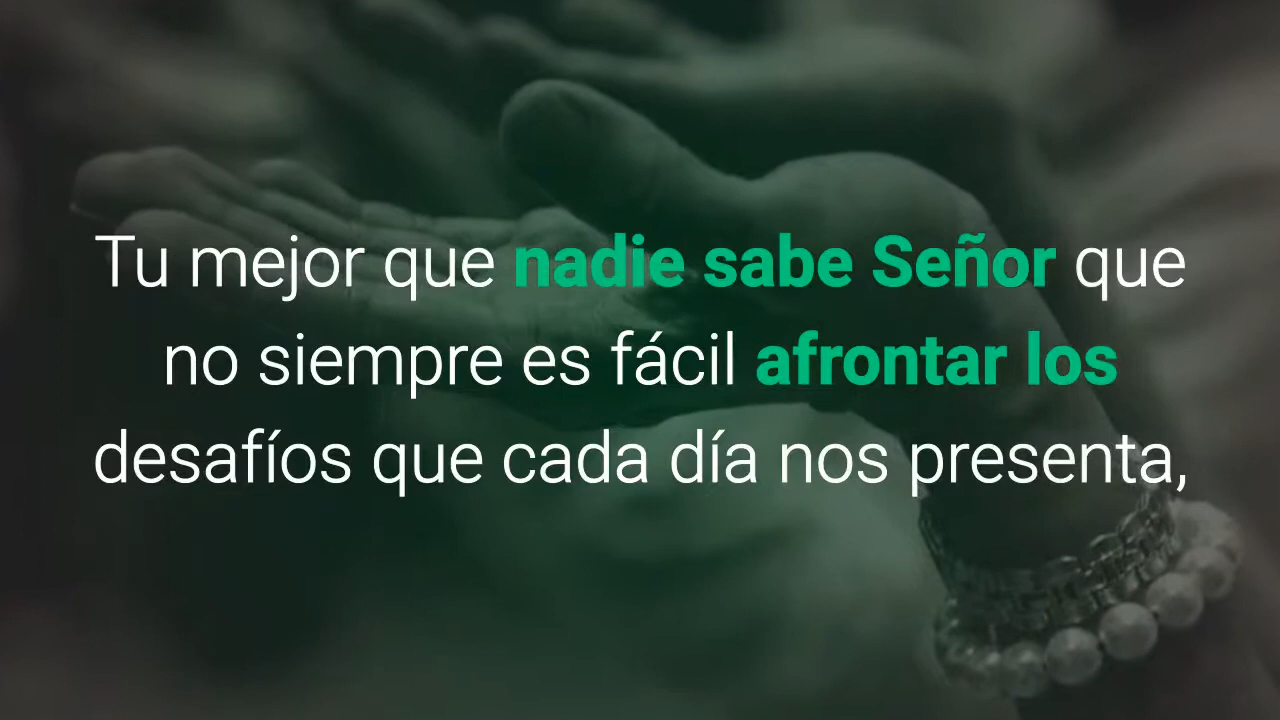 Tu mejor que nadie sabe Señor que
no siempre es fácil afrontar los
desafíos que cada día nos presenta,